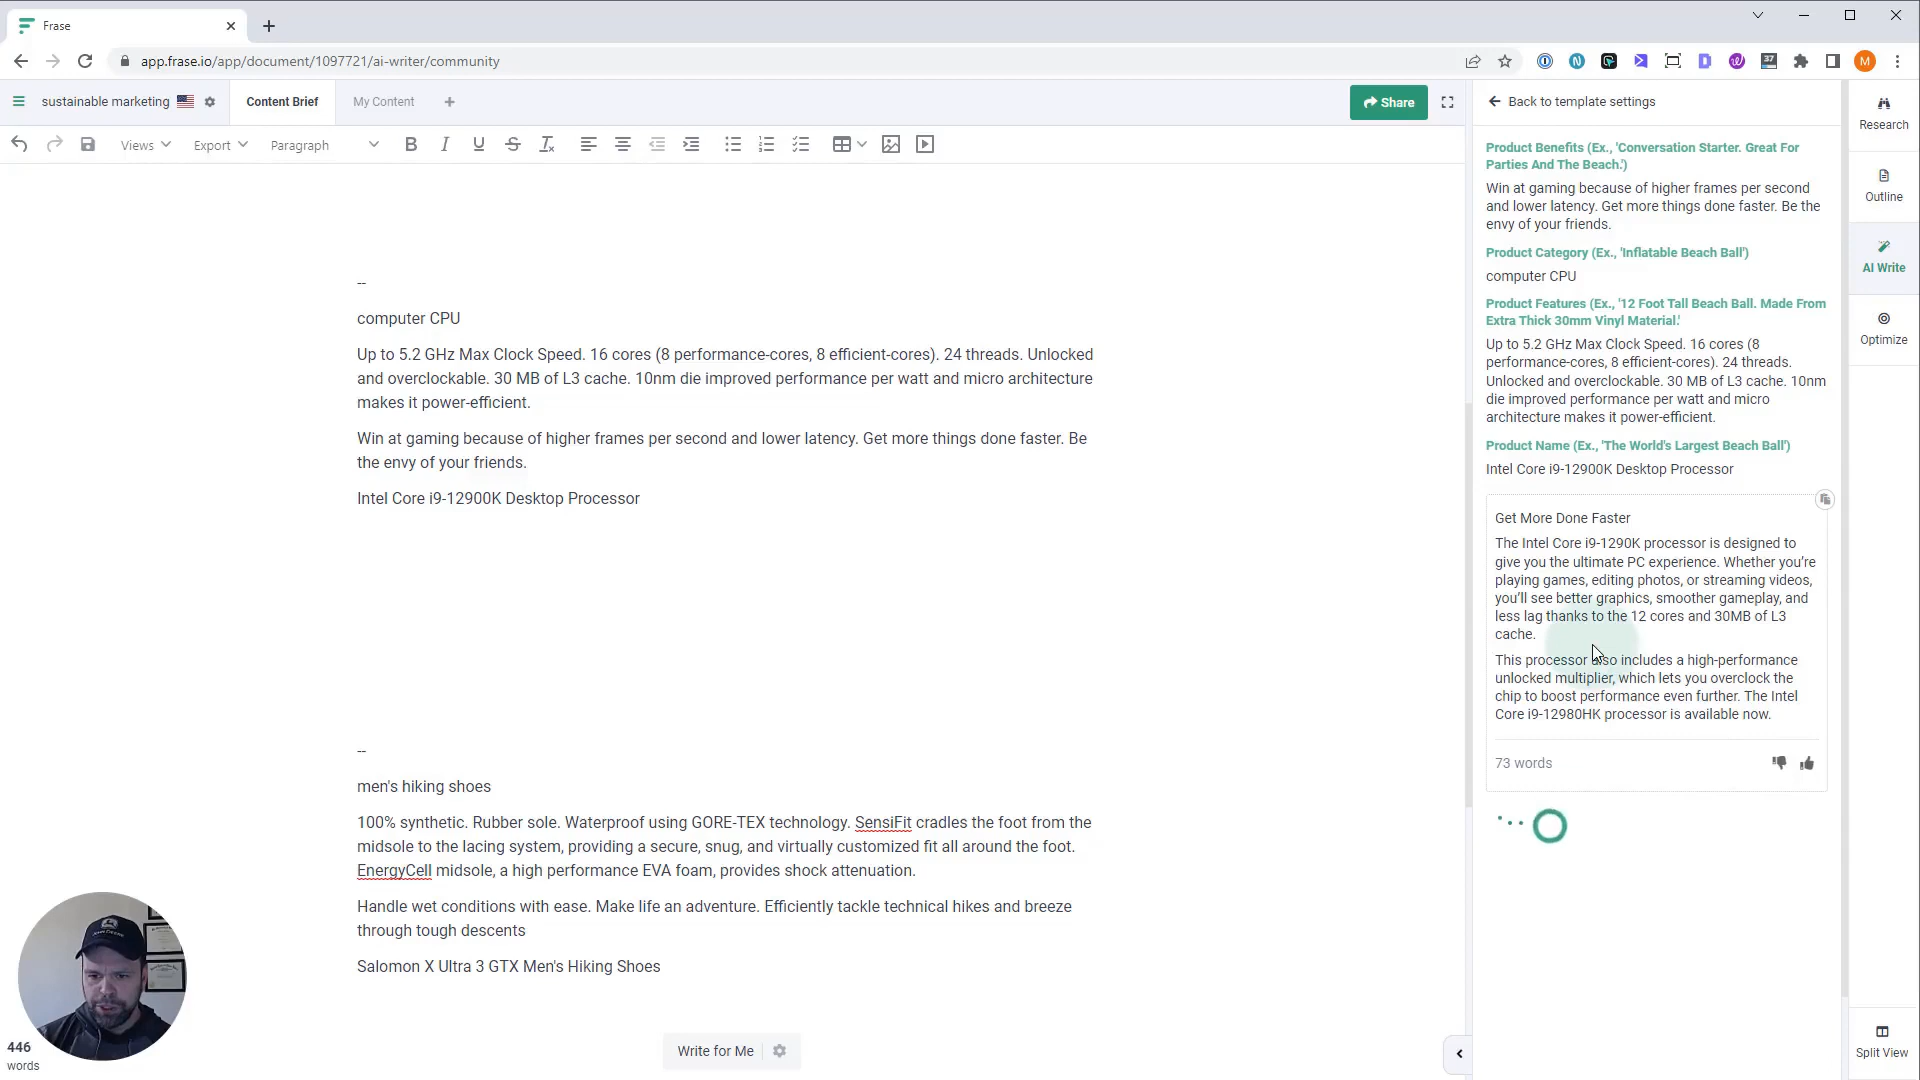 Frase
app.frase.io/app/document/1097721/ai-writer/community
37
M
sustainable marketing
Content Brief
My Content
Share
Back to template settings
Research
Views
Export
Paragraph
B
I
U
S
Product Benefits (Ex., 'Conversation Starter. Great For
Parties And The Beach.')
Win at gaming because of higher frames per second
and lower latency. Get more things done faster. Be the
envy of your friends.
Outline
Product Category (Ex., 'Inflatable Beach Ball')
computer CPU
AI Write
Product Features (Ex., '12 Foot Tall Beach Ball. Made From
Extra Thick 30mm Vinyl Material.'
Up to 5.2 GHz Max Clock Speed. 16 cores (8
performance-cores, 8 efficient-cores). 24 threads.
Unlocked and overclockable. 30 MB of L3 cache. 10nm
die improved performance per watt and micro
architecture makes it power-efficient.
Optimize
Product Name (Ex., 'The World's Largest Beach Ball')
Intel Core i9-12900K Desktop Processor
Get More Done Faster
The Intel Core i9-1290K processor is designed to
give you the ultimate PC experience. Whether you're
playing games, editing photos, or streaming videos,
you'll see better graphics, smoother gameplay, and
less lag thanks to the 12 cores and 30MB of L3
cache.
This processor also includes a high-performance
unlocked multiplier, which lets you overclock the
chip to boost performance even further. The Intel
Core i9-12980HK processor is available now.
73 words
--
computer CPU
Up to 5.2 GHz Max Clock Speed. 16 cores (8 performance-cores, 8 efficient-cores). 24 threads. Unlocked
and overclockable. 30 MB of L3 cache. 10nm die improved performance per watt and micro architecture
makes it power-efficient.
Win at gaming because of higher frames per second and lower latency. Get more things done faster. Be
the envy of your friends.
Intel Core i9-12900K Desktop Processor
--
men's hiking shoes
100% synthetic. Rubber sole. Waterproof using GORE-TEX technology. SensiFit cradles the foot from the
midsole to the lacing system, providing a secure, snug, and virtually customized fit all around the foot.
EnergyCell midsole, a high performance EVA foam, provides shock attenuation.
Handle wet conditions with ease. Make life an adventure. Efficiently tackle technical hikes and breeze
through tough descents
Salomon X Ultra 3 GTX Men's Hiking Shoes
446
words
Write for Me
Split View